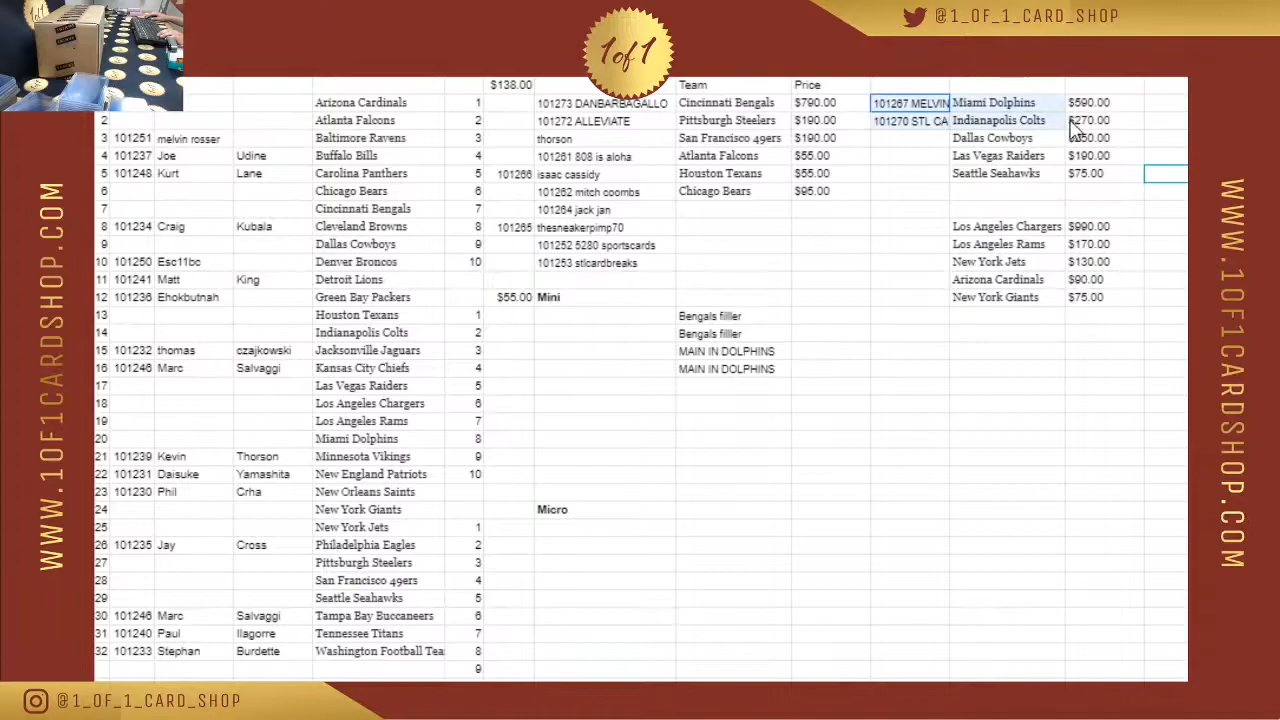 1of1
@1_OF_1_CARD_SHOP
WWW.1OF1CARDSHOP.COM
$138.00 Team Price
Arizona Cardinals 1 101273 DANBARBAGALLO Cincinnati Bengals $790.00 101267 MELVIN Miami Dolphins $590.00
2 Atlanta Falcons 2 101272 ALLEVIATE Pittsburgh Steelers $190.00 101270 STL CA Indianapolis Colts $270.00
3 101251 melvin rosser Baltimore Ravens 3 thorson San Francisco 49ers $190.00 Dallas Cowboys
4 101237 Joe Udine Buffalo Bills 4 101261 808 is aloha Atlanta Falcons $55.00 Las Vegas Raiders $190.00
5 101248 Kurt Lane Carolina Panthers 5 101266 isaac cassidy Houston Texans $55.00 Seattle Seahawks $75.00
6 Chicago Bears 6 101262 mitch coombs Chicago Bears $95.00
7 Cincinnati Bengals 7 101264 jack jan
8 101234 Craig Kubala Cleveland Browns 8 101265 thesneakerpimp70 Los Angeles Chargers $990.00
9 Dallas Cowboys 9 101252 5280 sportscards Los Angeles Rams $170.00
10 101250 Esc11bc Denver Broncos 10 101253 stlcardbreaks New York Jets $130.00
11 101241 Matt King Detroit Lions Arizona Cardinals $90.00
12 101236 Ehokbutnah Green Bay Packers $55.00 Mini New York Giants $75.00
13 Houston Texans 1 Bengals filller
14 Indianapolis Colts 2 Bengals filller
15 101232 thomas czajkowski Jacksonville Jaguars 3 MAIN IN DOLPHINS
16 101246 Marc Salvaggi Kansas City Chiefs 4 MAIN IN DOLPHINS
17 Las Vegas Raiders 5
18 Los Angeles Chargers 6
19 Los Angeles Rams 7
20 Miami Dolphins 8
21 101239 Kevin Thorson Minnesota Vikings 9
22 101231 Daisuke Yamashita New England Patriots 10
23 101230 Phil Crha New Orleans Saints
24 New York Giants Micro
25 New York Jets 1
26 101235 Jay Cross Philadelphia Eagles 2
27 Pittsburgh Steelers 3
28 San Francisco 49ers 4
29 Seattle Seahawks 5
30 101246 Marc Salvaggi Tampa Bay Buccaneers 6
31 101240 Paul Ilagorre Tennessee Titans 7
32 101233 Stephan Burdette Washington Football Tea 8
9
WWW.1OF1CARDSHOP.COM
@1_OF_1_CARD_SHOP